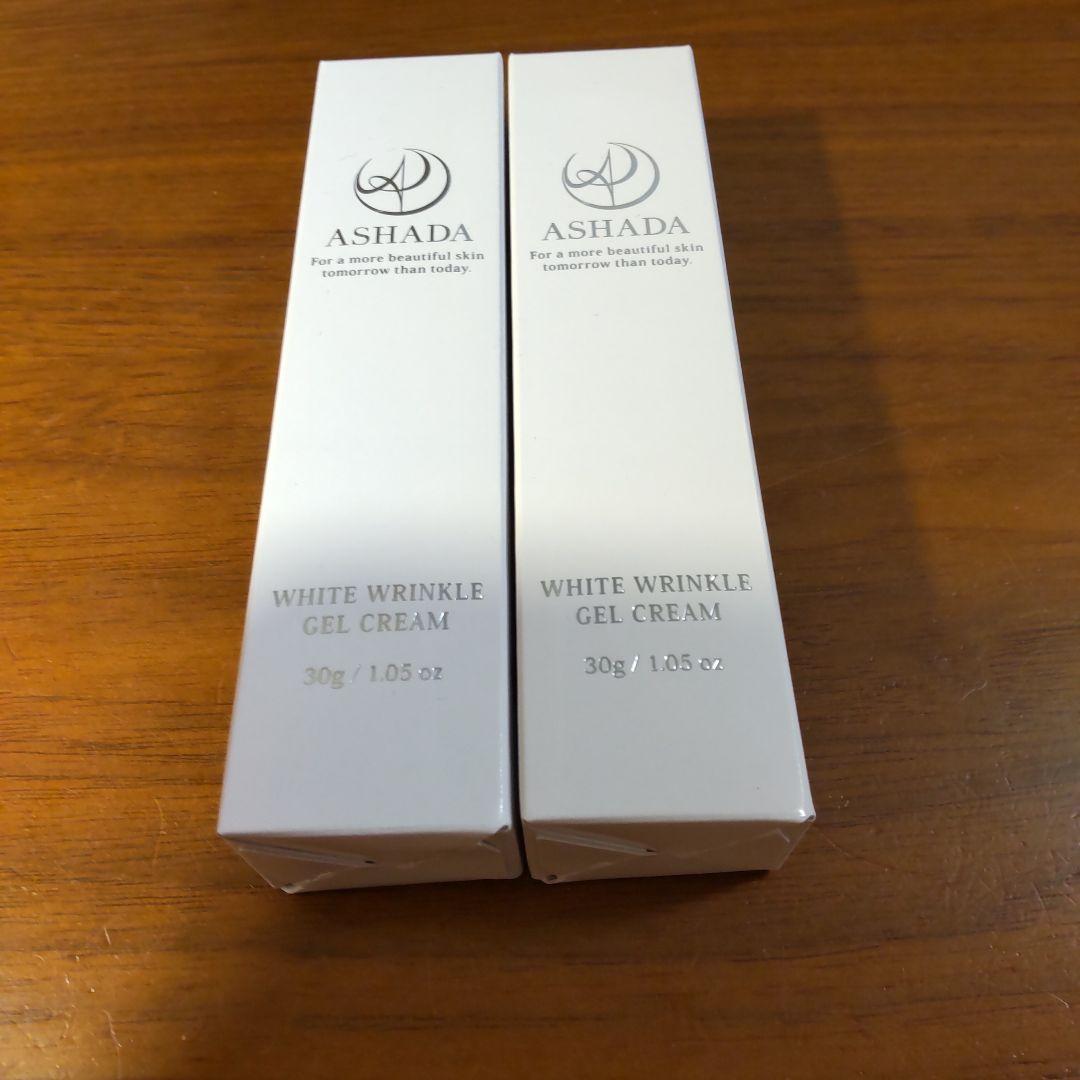 ASHADA
For a more beautiful skin
tomorrow than today.
WHITE WRINKLE
GEL CREAM
30g / 1.05 oz
ASHADA
For a more beautiful skin
tomorrow than today.
WHITE WRINKLE
GEL CREAM
30g / 1.05 oz